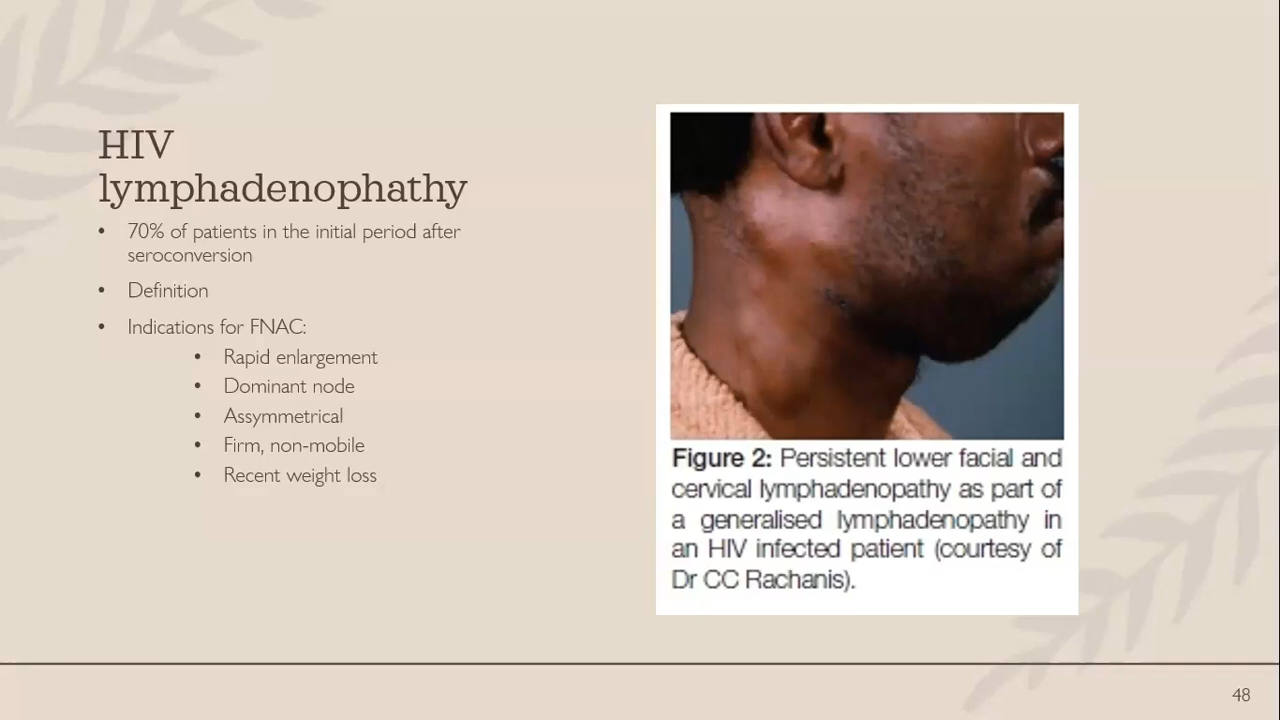 HIV
lymphadenophathy
• 70% of patients in the initial period after
seroconversion
• Definition
• Indications for FNAC:
• Rapid enlargement
• Dominant node
• Assymmetrical
• Firm, non-mobile
• Recent weight loss
Figure 2: Persistent lower facial and
cervical lymphadenopathy as part of
a generalised lymphadenopathy in
an HIV infected patient (courtesy of
Dr CC Rachanis).
48